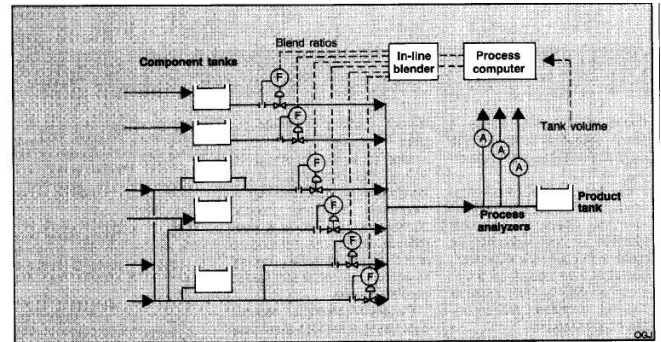 Blend ratios
Component tanks
In-line
blender
Process
computer
F
F
F
F
F
F
Tank volume
A
A
A
Process
analyzers
Product
tank
OGJ